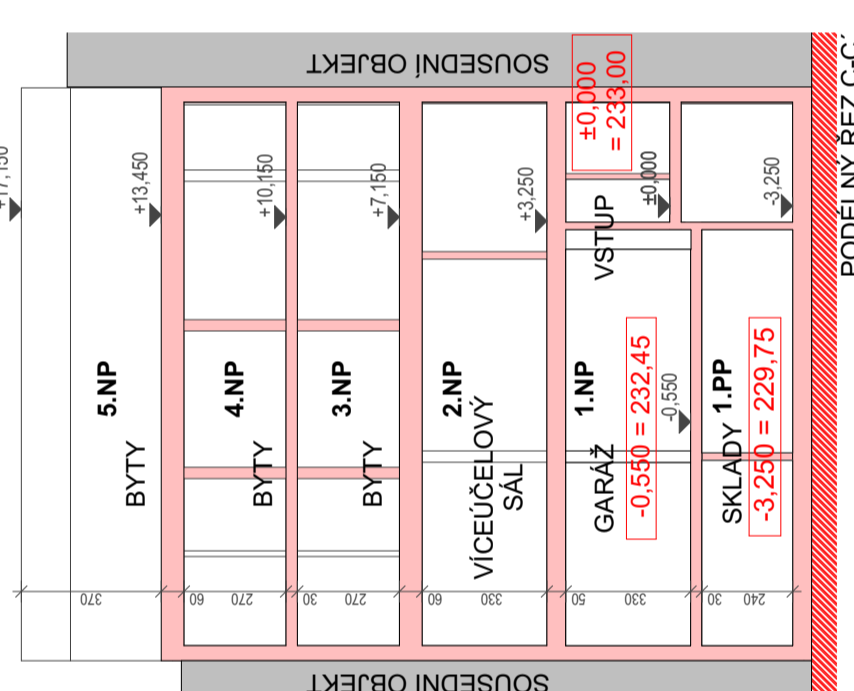 SOUSEDNÍ OBJEKT
+17,150
+13,450
5.NP
BYTY
370
+10,150
4.NP
BYTY
60
270
+7,150
3.NP
BYTY
30
270
+3,250
2.NP
VÍCEÚČELOVÝ
SÁL
60
330
±0,000
= 233,00
±0,000
VSTUP
1.NP
GARÁŽ
-0,550 = 232,45
-0,550
50
330
-3,250
1.PP
SKLADY
-3,250 = 229,75
30
240
SOUSEDNÍ OBJEKT
PODÉLNÝ ŘEZ C-C'